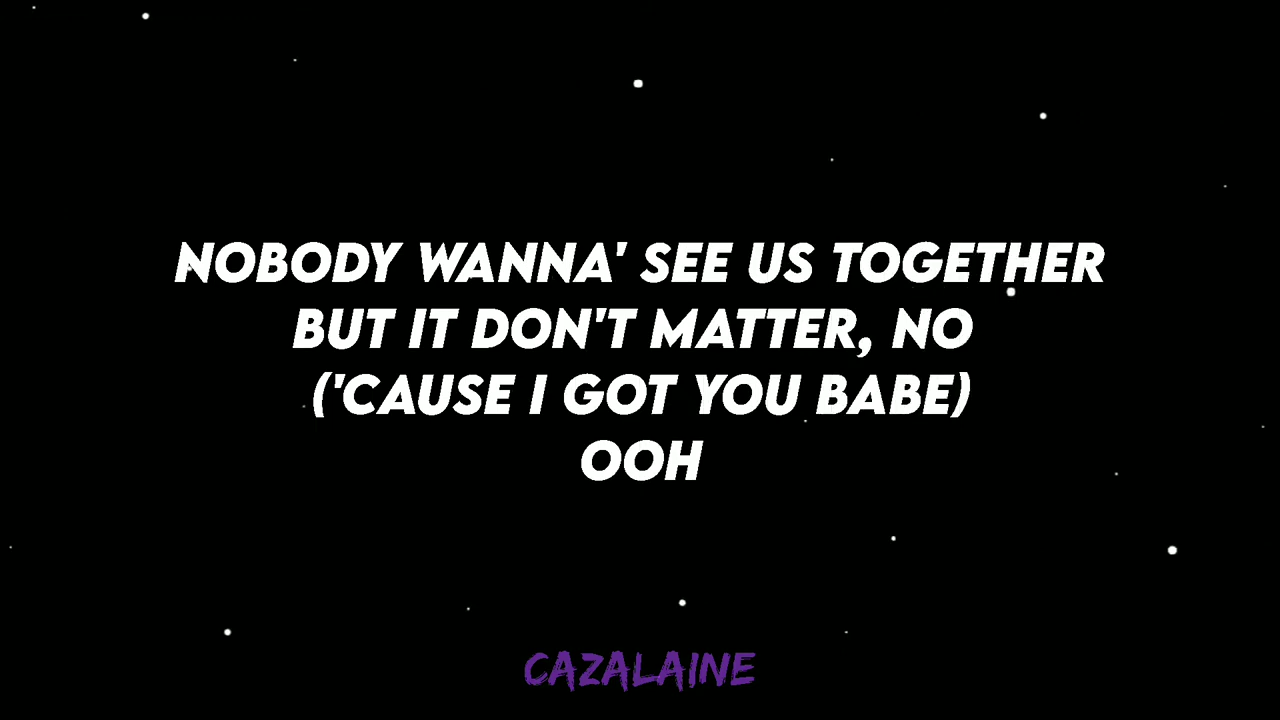 NOBODY WANNA' SEE US TOGETHER
BUT IT DON'T MATTER, NO
('CAUSE I GOT YOU BABE)
OOH
CAZALAINE